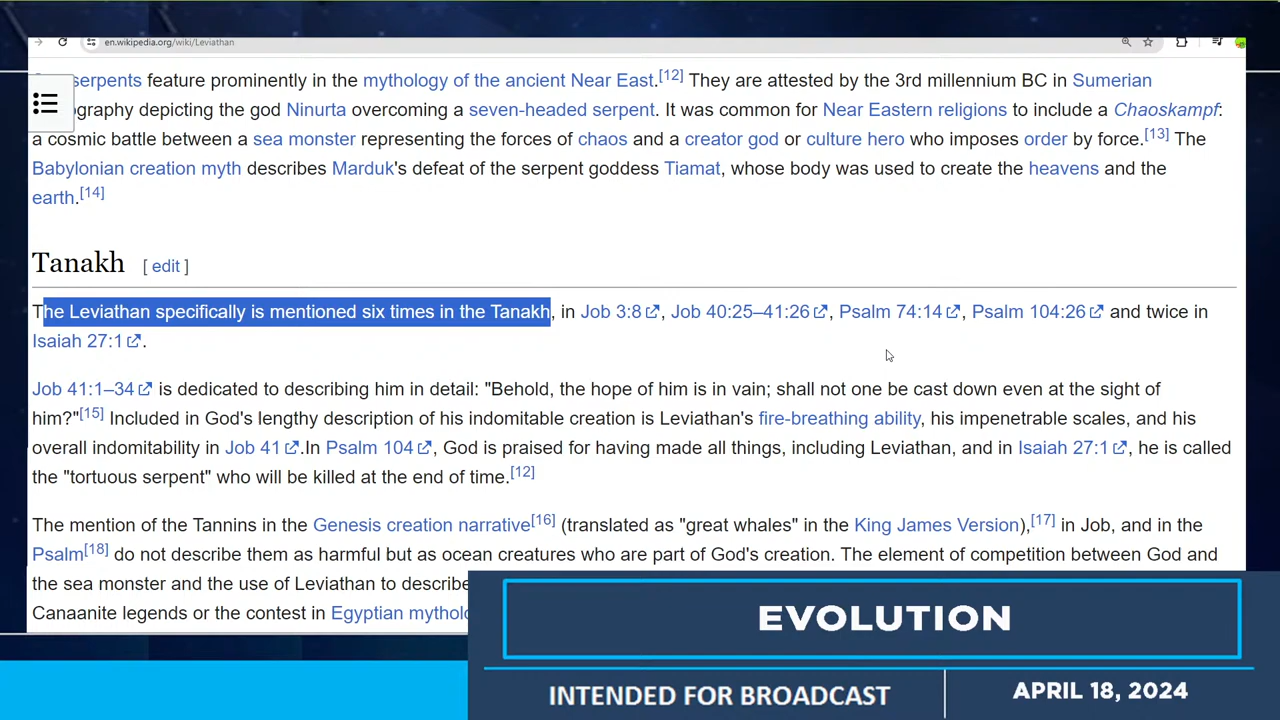 en.wikipedia.org/wiki/Leviathan
serpents feature prominently in the mythology of the ancient Near East.[12] They are attested by the 3rd millennium BC in Sumerian
ography depicting the god Ninurta overcoming a seven-headed serpent. It was common for Near Eastern religions to include a Chaoskampf:
a cosmic battle between a sea monster representing the forces of chaos and a creator god or culture hero who imposes order by force.[13] The
Babylonian creation myth describes Marduk's defeat of the serpent goddess Tiamat, whose body was used to create the heavens and the
earth.[14]
Tanakh [ edit ]
The Leviathan specifically is mentioned six times in the Tanakh, in Job 3:8, Job 40:25–41:26, Psalm 74:14, Psalm 104:26 and twice in
Isaiah 27:1.
Job 41:1–34 is dedicated to describing him in detail: "Behold, the hope of him is in vain; shall not one be cast down even at the sight of
him?"[15] Included in God's lengthy description of his indomitable creation is Leviathan's fire-breathing ability, his impenetrable scales, and his
overall indomitability in Job 41.In Psalm 104, God is praised for having made all things, including Leviathan, and in Isaiah 27:1, he is called
the "tortuous serpent" who will be killed at the end of time.[12]
The mention of the Tannins in the Genesis creation narrative[16] (translated as "great whales" in the King James Version),[17] in Job, and in the
Psalm[18] do not describe them as harmful but as ocean creatures who are part of God's creation. The element of competition between God and
the sea monster and the use of Leviathan to describe
Canaanite legends or the contest in Egyptian mytholo
EVOLUTION
INTENDED FOR BROADCAST
APRIL 18, 2024